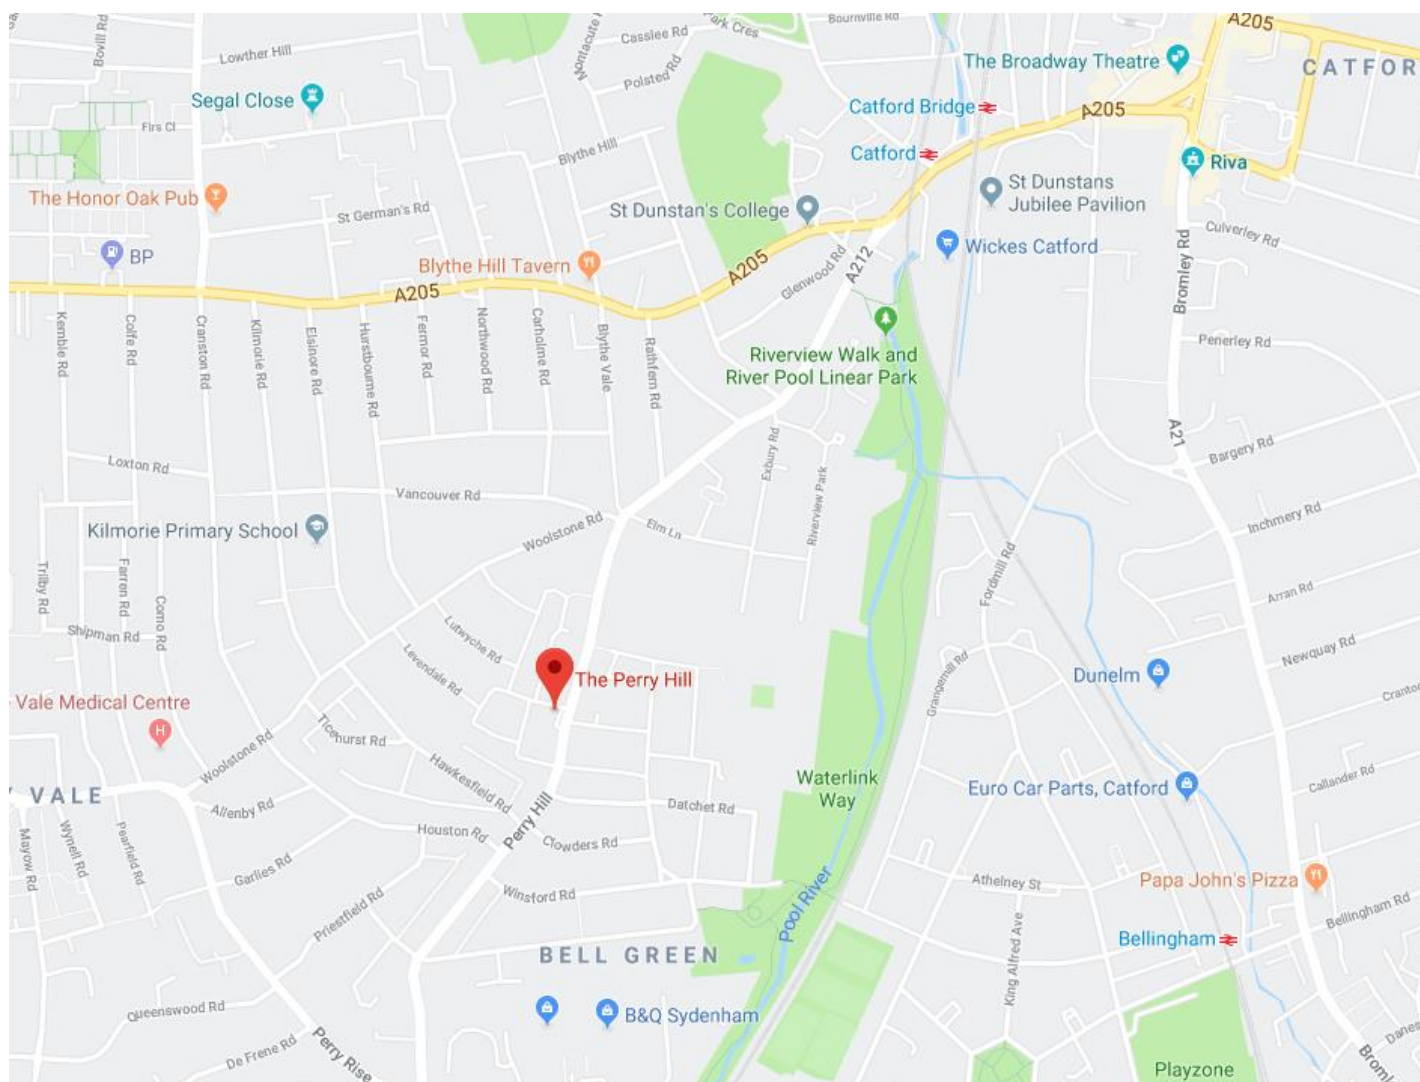 A205
Bournville Rd
Park Cres
Casslee Rd
Montacute R
Bovill Rd
Lowther Hill
The Broadway Theatre
CATFOR
Polsted Rd
Segal Close
Catford Bridge
A205
Firs Cl
Blythe Hill
Catford
Riva
St Dunstans
Jubilee Pavilion
The Honor Oak Pub
St German's Rd
St Dunstan's College
Culverley Rd
BP
Blythe Hill Tavern
A205
Glenwood Rd
A212
Wickes Catford
Bromley Rd
A205
Kemble Rd
Colfe Rd
Cranston Rd
Kilmorie Rd
Elsinore Rd
Hurstbourne Rd
Fermor Rd
Northwood Rd
Carholme Rd
Blythe Vale
Rathfern Rd
Riverview Walk and
River Pool Linear Park
Penerley Rd
A21
Loxton Rd
Vancouver Rd
Exbury Rd
Riverview Park
Bargery Rd
Kilmorie Primary School
Woolstone Rd
Elm Ln
Inchmery Rd
Trilby Rd
Farren Rd
Como Rd
Fordmill Rd
Arran Rd
Shipman Rd
Lutwyche Rd
Levendale Rd
Grangemill Rd
Newquay Rd
The Perry Hill
Dunelm
Cranto
Vale Medical Centre
Ticehurst Rd
Woolstone Rd
Hawkesfield Rd
Waterlink
Way
Euro Car Parts, Catford
Callander Rd
Y VALE
Allenby Rd
Perry Hill
Datchet Rd
Mayow Rd
Wynell Rd
Pearfield Rd
Houston Rd
Clowders Rd
Garlies Rd
Winsford Rd
Athelney St
Papa John's Pizza
Priestfield Rd
Pool River
Bellingham Rd
BELL GREEN
King Alfred Ave
Bellingham
Queenswood Rd
B&Q Sydenham
De Frene Rd
Perry Rise
Danes
Broml
Playzone